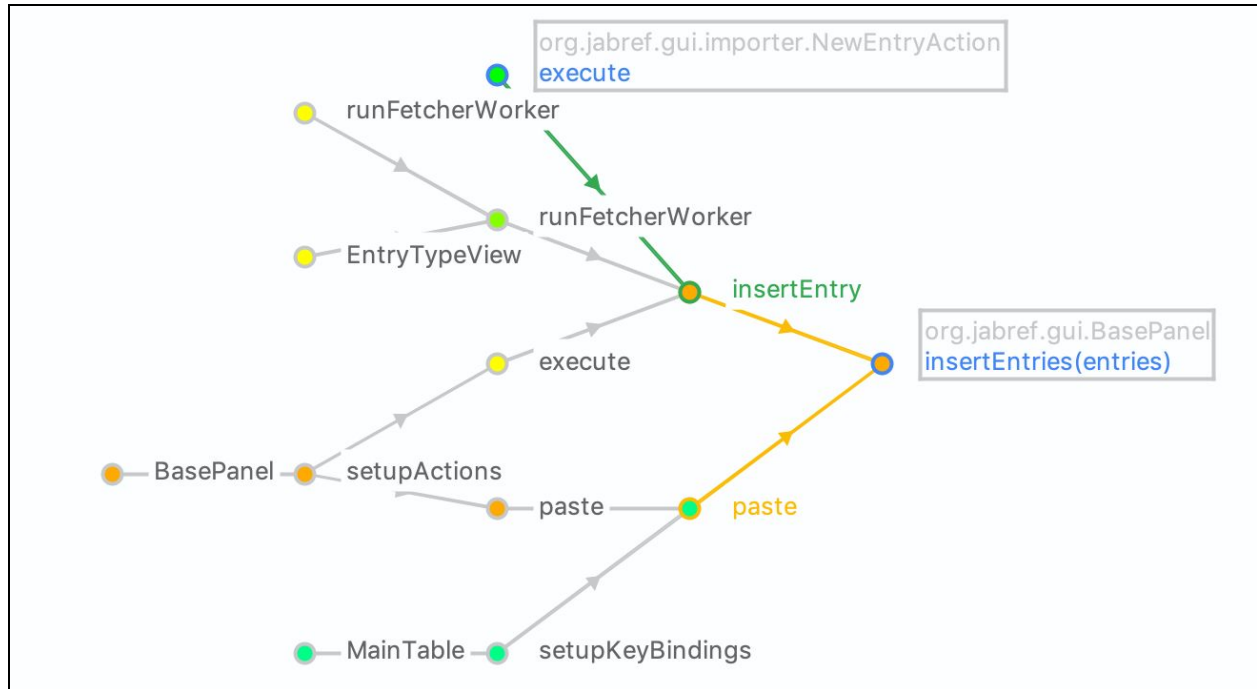 org.jabref.gui.importer.NewEntryAction
execute
runFetcherWorker
runFetcherWorker
EntryTypeView
insertEntry
org.jabref.gui.BasePanel
insertEntries(entries)
execute
BasePanel
setupActions
paste
paste
MainTable
setupKeyBindings